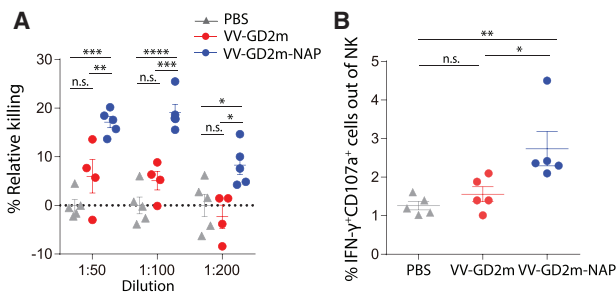 A
PBS
VV-GD2m
VV-GD2m-NAP
% Relative killing
30
20
10
0
-10
***
**
n.s.
****
***
n.s.
*
*
n.s.
1:50
1:100
1:200
Dilution
B
% IFN-γ⁺CD107a⁺ cells out of NK
5
4
3
2
1
0
**
*
n.s.
PBS
VV-GD2m
VV-GD2m-NAP